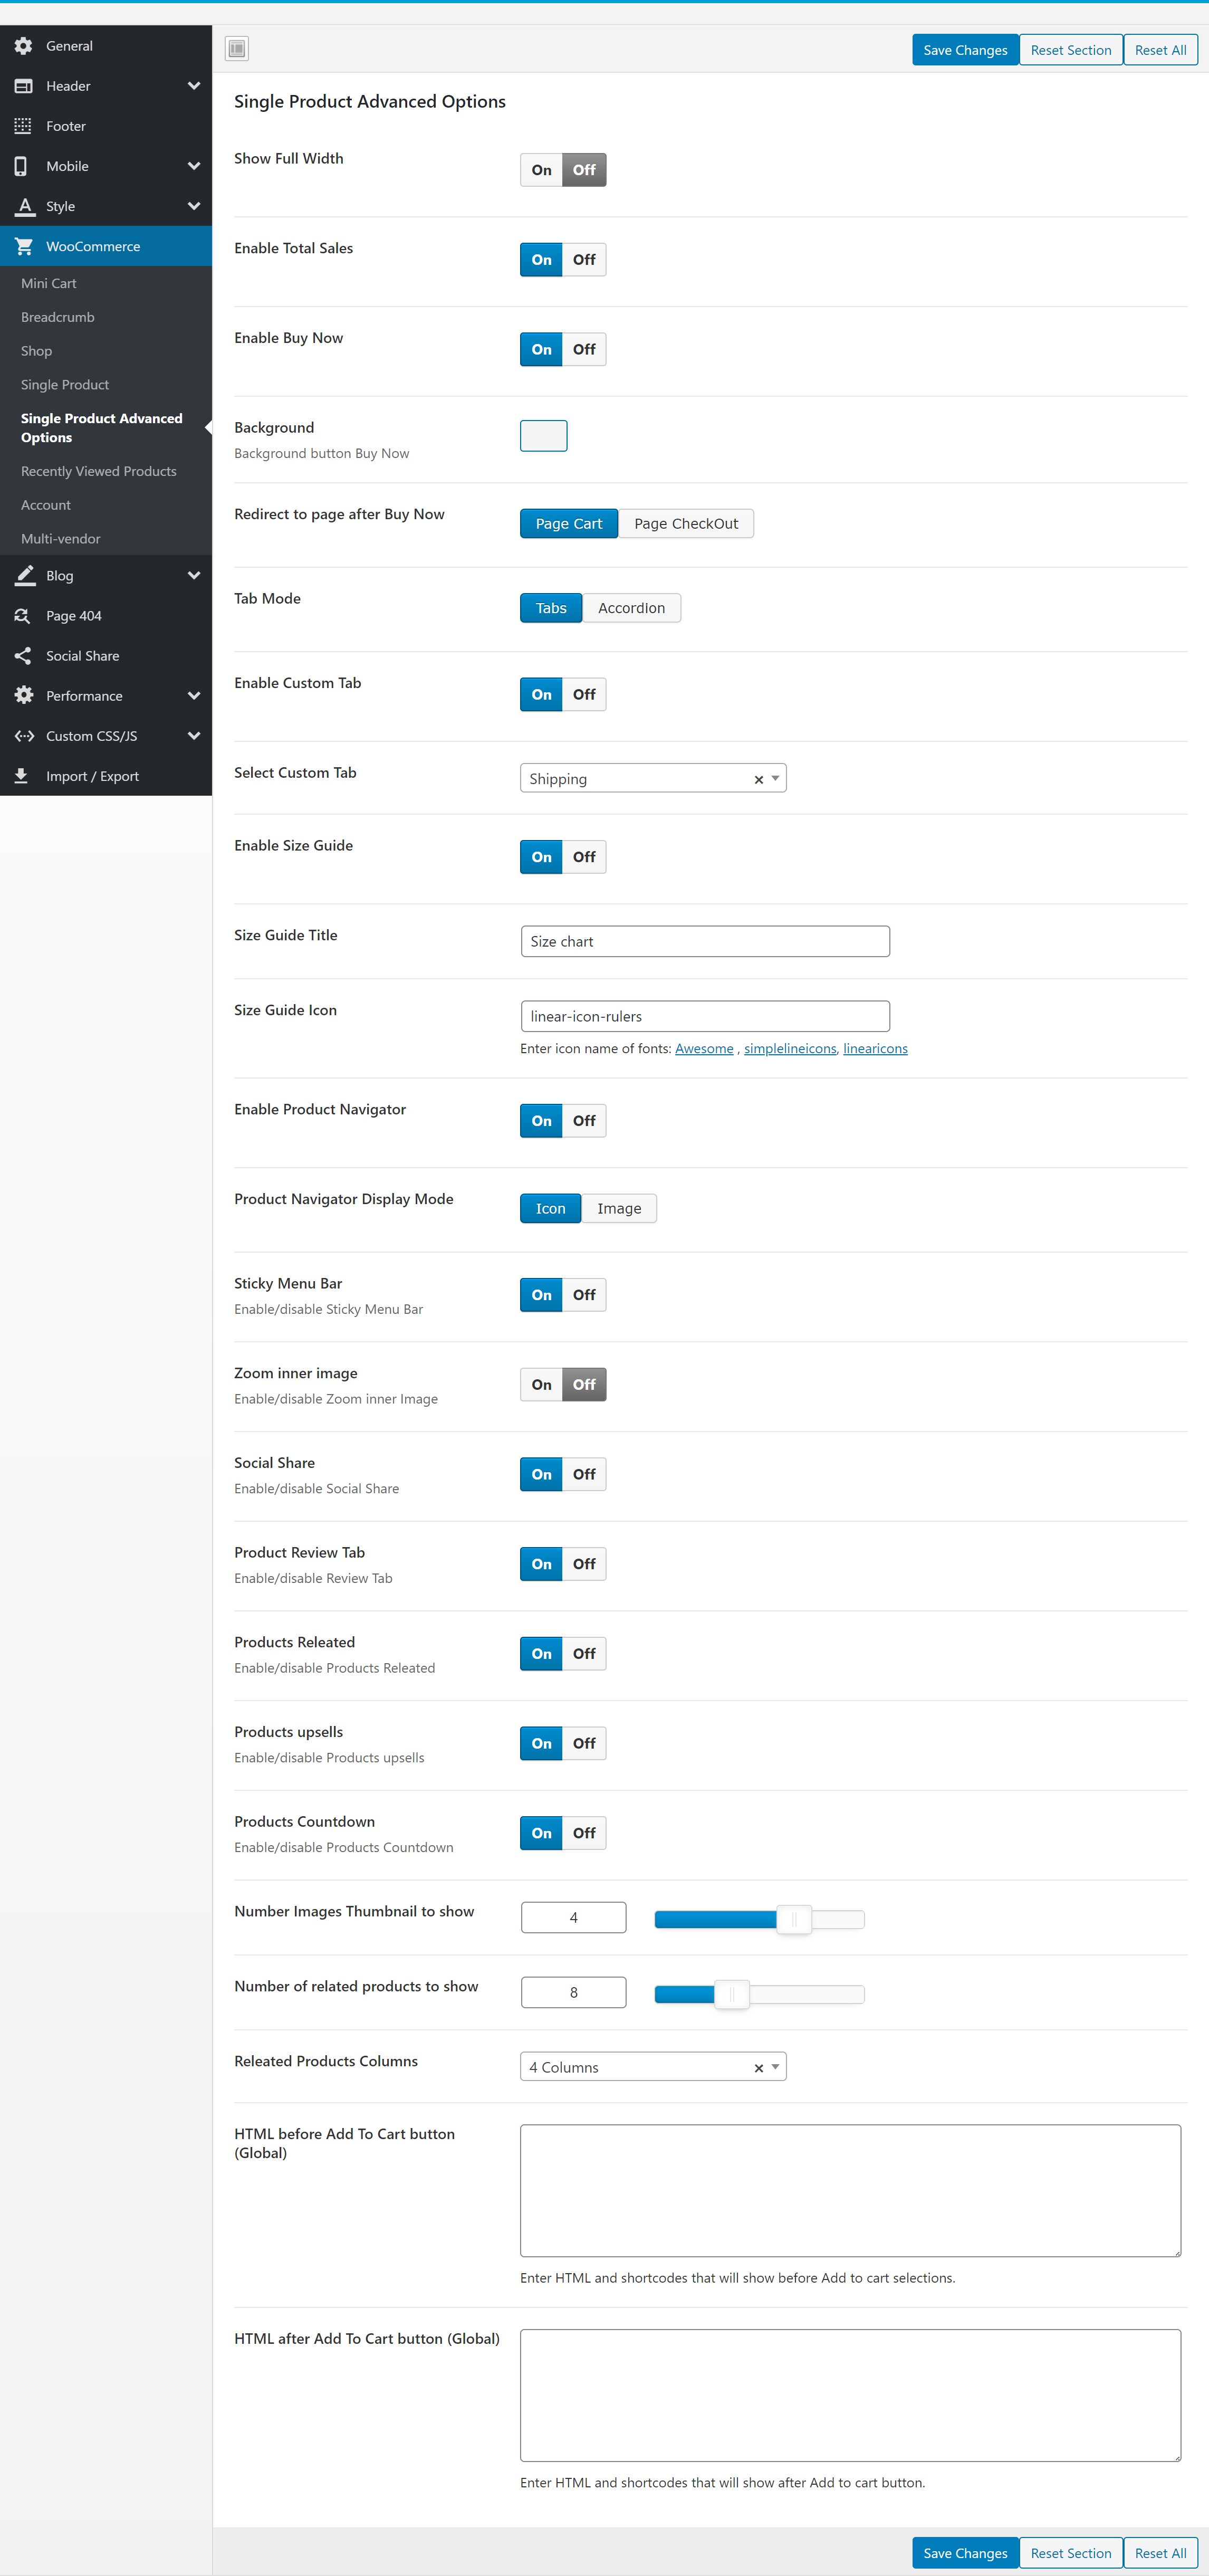 General
Header
Footer
Mobile
Style
WooCommerce
Mini Cart
Breadcrumb
Shop
Single Product
Single Product Advanced
Options
Recently Viewed Products
Account
Multi-vendor
Blog
Page 404
Social Share
Performance
Custom CSS/JS
Import / Export
Save Changes Reset Section Reset All
Single Product Advanced Options
Show Full Width
On Off
Enable Total Sales
On Off
Enable Buy Now
On Off
Background
Background button Buy Now
Redirect to page after Buy Now
Page Cart Page CheckOut
Tab Mode
Tabs Accordion
Enable Custom Tab
On Off
Select Custom Tab
Shipping
Enable Size Guide
On Off
Size Guide Title
Size chart
Size Guide Icon
linear-icon-rulers
Enter icon name of fonts: Awesome , simplelineicons, linearicons
Enable Product Navigator
On Off
Product Navigator Display Mode
Icon Image
Sticky Menu Bar
Enable/disable Sticky Menu Bar
On Off
Zoom inner image
Enable/disable Zoom inner Image
On Off
Social Share
Enable/disable Social Share
On Off
Product Review Tab
Enable/disable Review Tab
On Off
Products Releated
Enable/disable Products Releated
On Off
Products upsells
Enable/disable Products upsells
On Off
Products Countdown
Enable/disable Products Countdown
On Off
Number Images Thumbnail to show
4
Number of related products to show
8
Releated Products Columns
4 Columns
HTML before Add To Cart button
(Global)
Enter HTML and shortcodes that will show before Add to cart selections.
HTML after Add To Cart button (Global)
Enter HTML and shortcodes that will show after Add to cart button.
Save Changes Reset Section Reset All